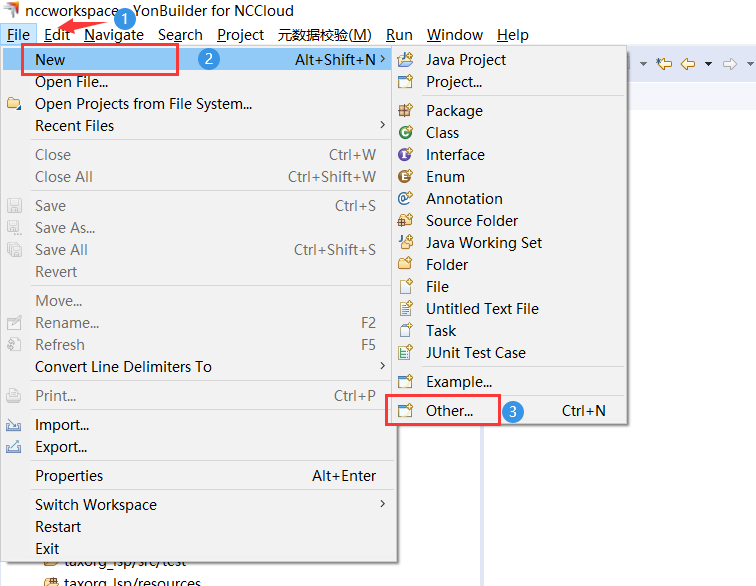 nccworkspace - YonBuilder for NCCloud
1
File Edit Navigate Search Project 元数据校验(M) Run Window Help
New Alt+Shift+N
2
Open File...
Open Projects from File System...
Recent Files
Close Ctrl+W
Close All Ctrl+Shift+W
Save Ctrl+S
Save As...
Save All Ctrl+Shift+S
Revert
Move...
Rename... F2
Refresh F5
Convert Line Delimiters To
Print... Ctrl+P
Import...
Export...
Properties Alt+Enter
Switch Workspace
Restart
Exit
Java Project
Project...
Package
Class
Interface
Enum
Annotation
Source Folder
Java Working Set
Folder
File
Untitled Text File
Task
JUnit Test Case
Example...
Other... Ctrl+N
3
taxorg_lsp/src/test
taxorg_lsp/resources